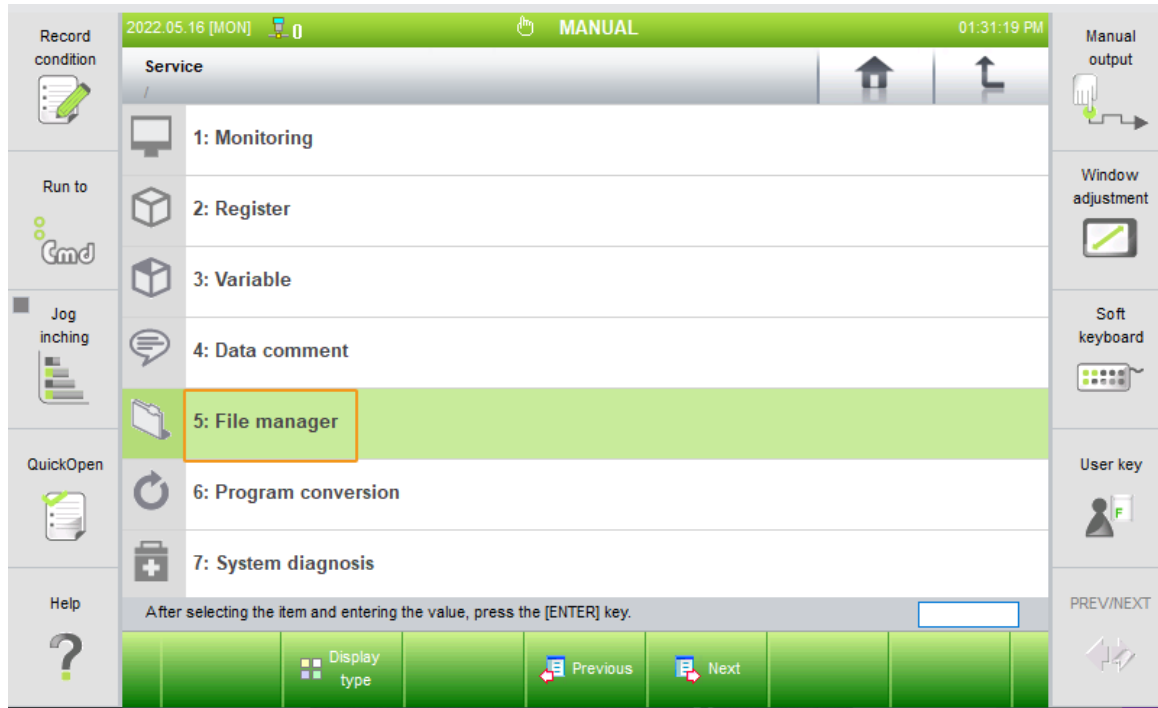 Record
condition
Run to
Cmd
Jog
inching
QuickOpen
Help
2022.05.16 [MON] 0 MANUAL 01:31:19 PM
Service
/
1: Monitoring
2: Register
3: Variable
4: Data comment
5: File manager
6: Program conversion
7: System diagnosis
After selecting the item and entering the value, press the [ENTER] key.
Display
type
Previous
Next
Manual
output
Window
adjustment
Soft
keyboard
User key
F
PREV/NEXT